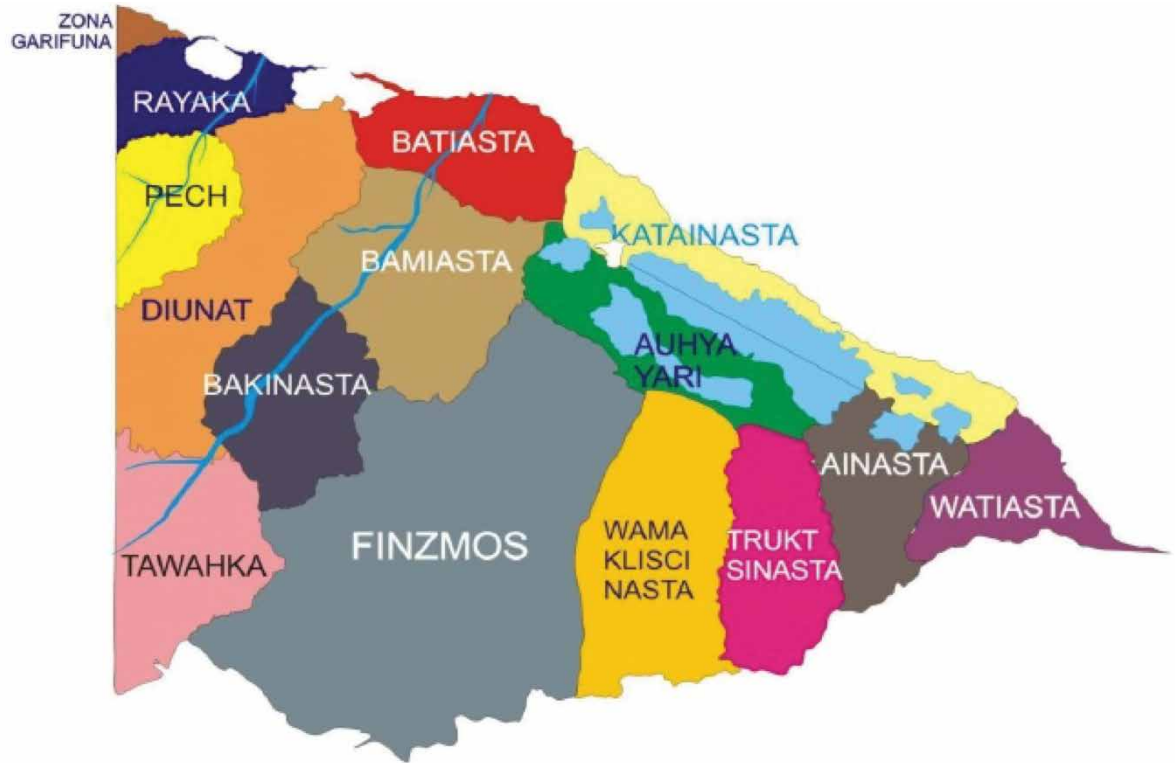 ZONA
GARIFUNA
RAYAKA
BATIASTA
PECH
KATAINASTA
BAMIASTA
DIUNAT
AUHYA
YARI
BAKINASTA
AINASTA
WATIASTA
FINZMOS
WAMA
KLISCI
NASTA
TRUKT
SINASTA
TAWAHKA